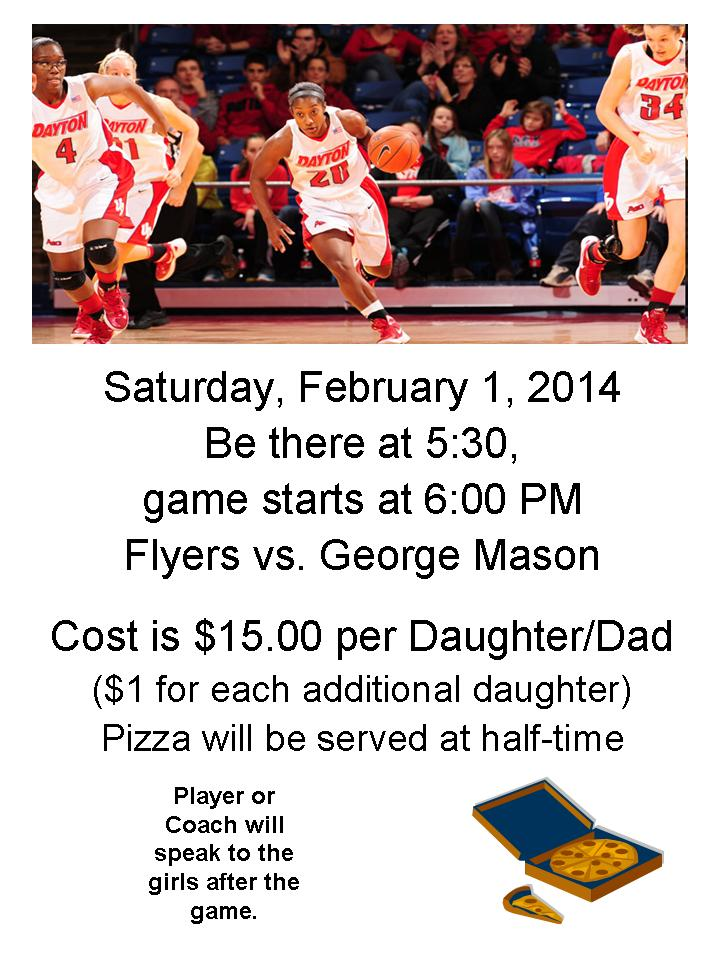 DAYTON
4
AYTON
DAYTON
20
DAYTON
34
Saturday, February 1, 2014
Be there at 5:30,
game starts at 6:00 PM
Flyers vs. George Mason
Cost is $15.00 per Daughter/Dad
($1 for each additional daughter)
Pizza will be served at half-time
Player or
Coach will
speak to the
girls after the
game.